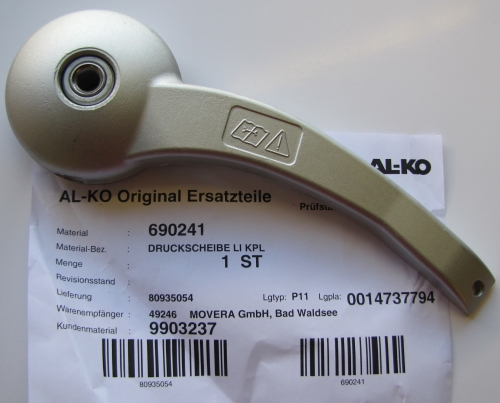 AL-KO
AL-KO Original Ersatzteile
Material : 690241
Material-Bez. : DRUCKSCHEIBE LI KPL
Menge : 1 ST
Revisionsstand :
Lieferung : 80935054 Lgtyp: P11 Lgpla: 0014737794
Warenempfänger : 49246 MOVERA GmbH, Bad Waldsee
Kundenmaterial : 9903237
80935054 690241